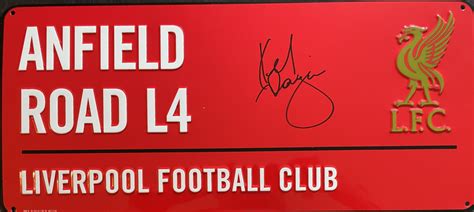 ANFIELD
ROAD L4
L.F.C.
LIVERPOOL FOOTBALL CLUB